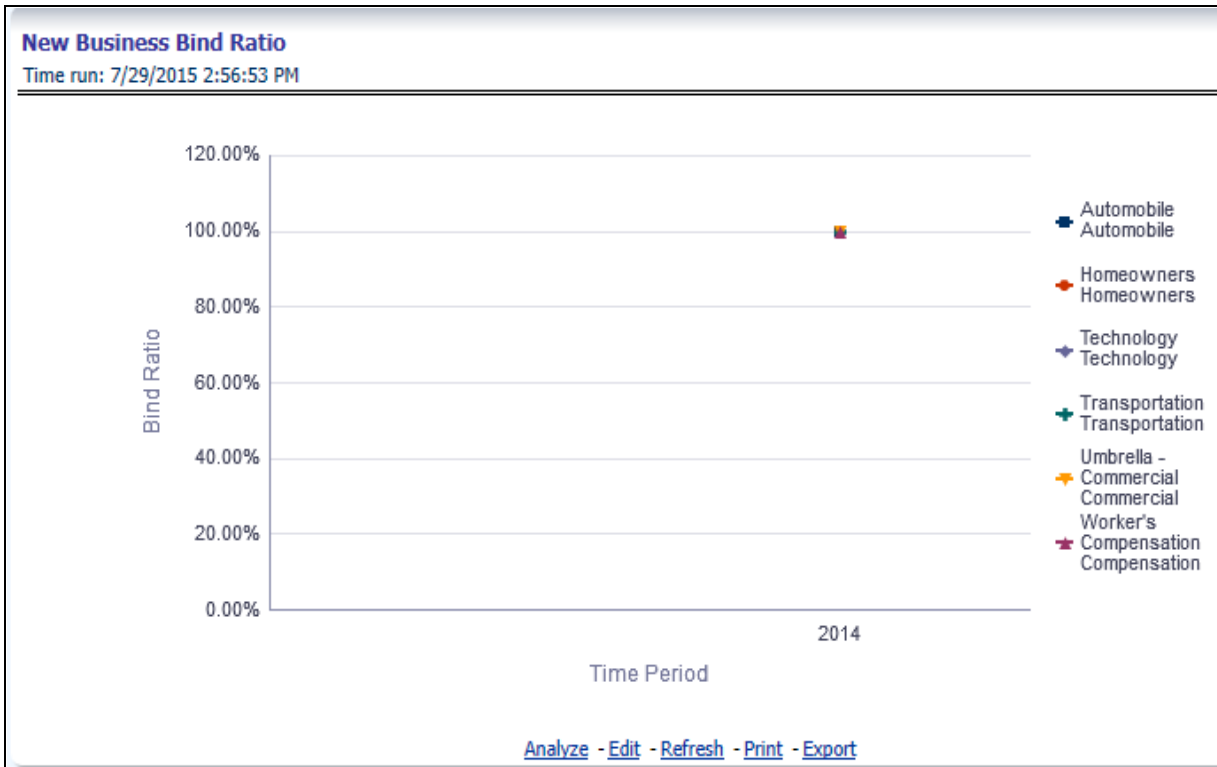 New Business Bind Ratio
Time run: 7/29/2015 2:56:53 PM
120.00%
100.00%
80.00%
60.00%
40.00%
20.00%
0.00%
Bind Ratio
2014
Time Period
Automobile
Automobile
Homeowners
Homeowners
Technology
Technology
Transportation
Transportation
Umbrella -
Commercial
Commercial
Worker's
Compensation
Compensation
Analyze - Edit - Refresh - Print - Export